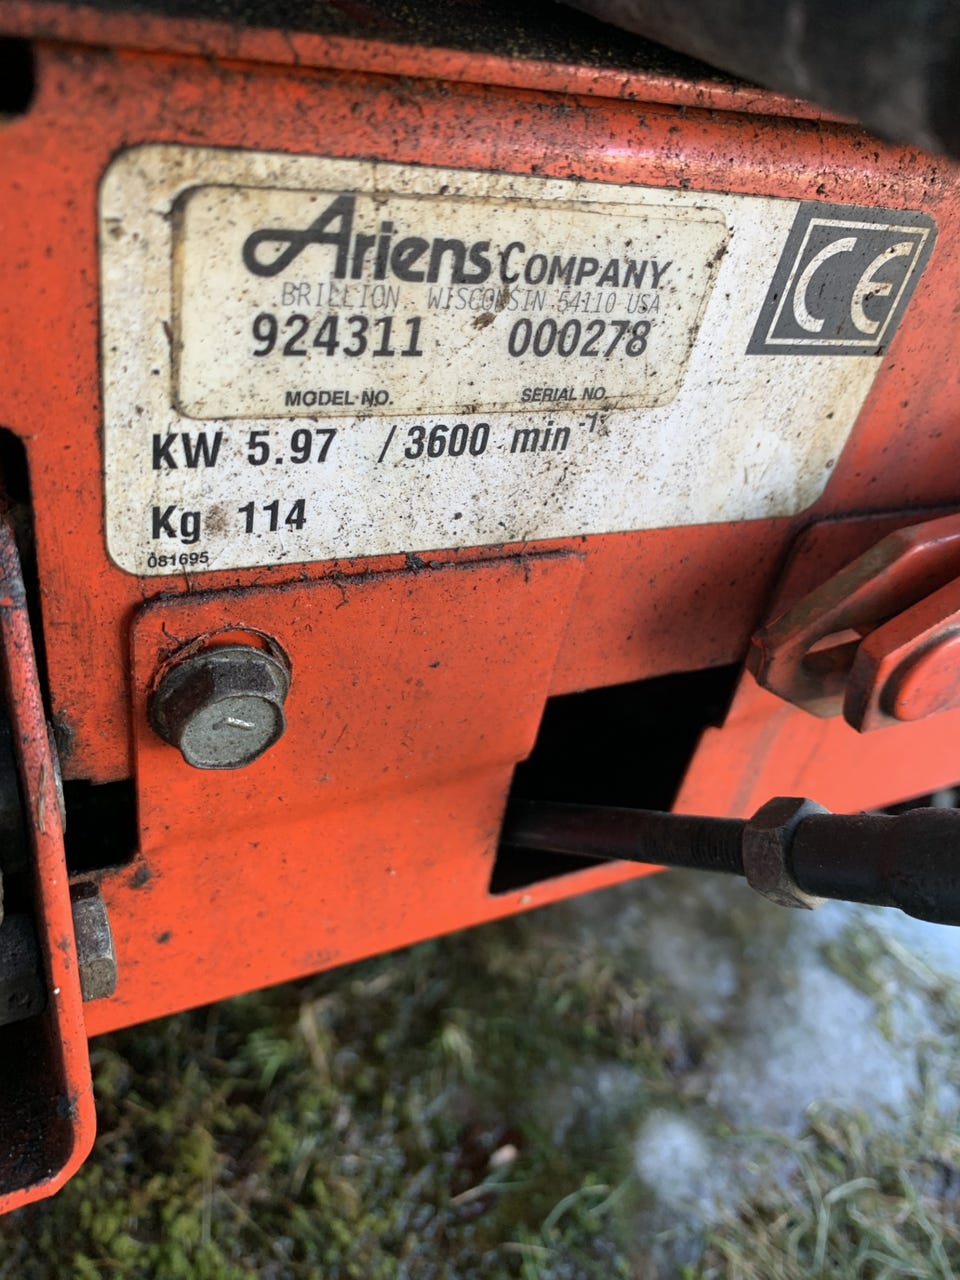 Ariens COMPANY
BRILLION, WISCONSIN 54110 USA
924311 000278
MODEL NO. SERIAL NO.
KW 5.97 / 3600 min -1
Kg 114
081695
CE